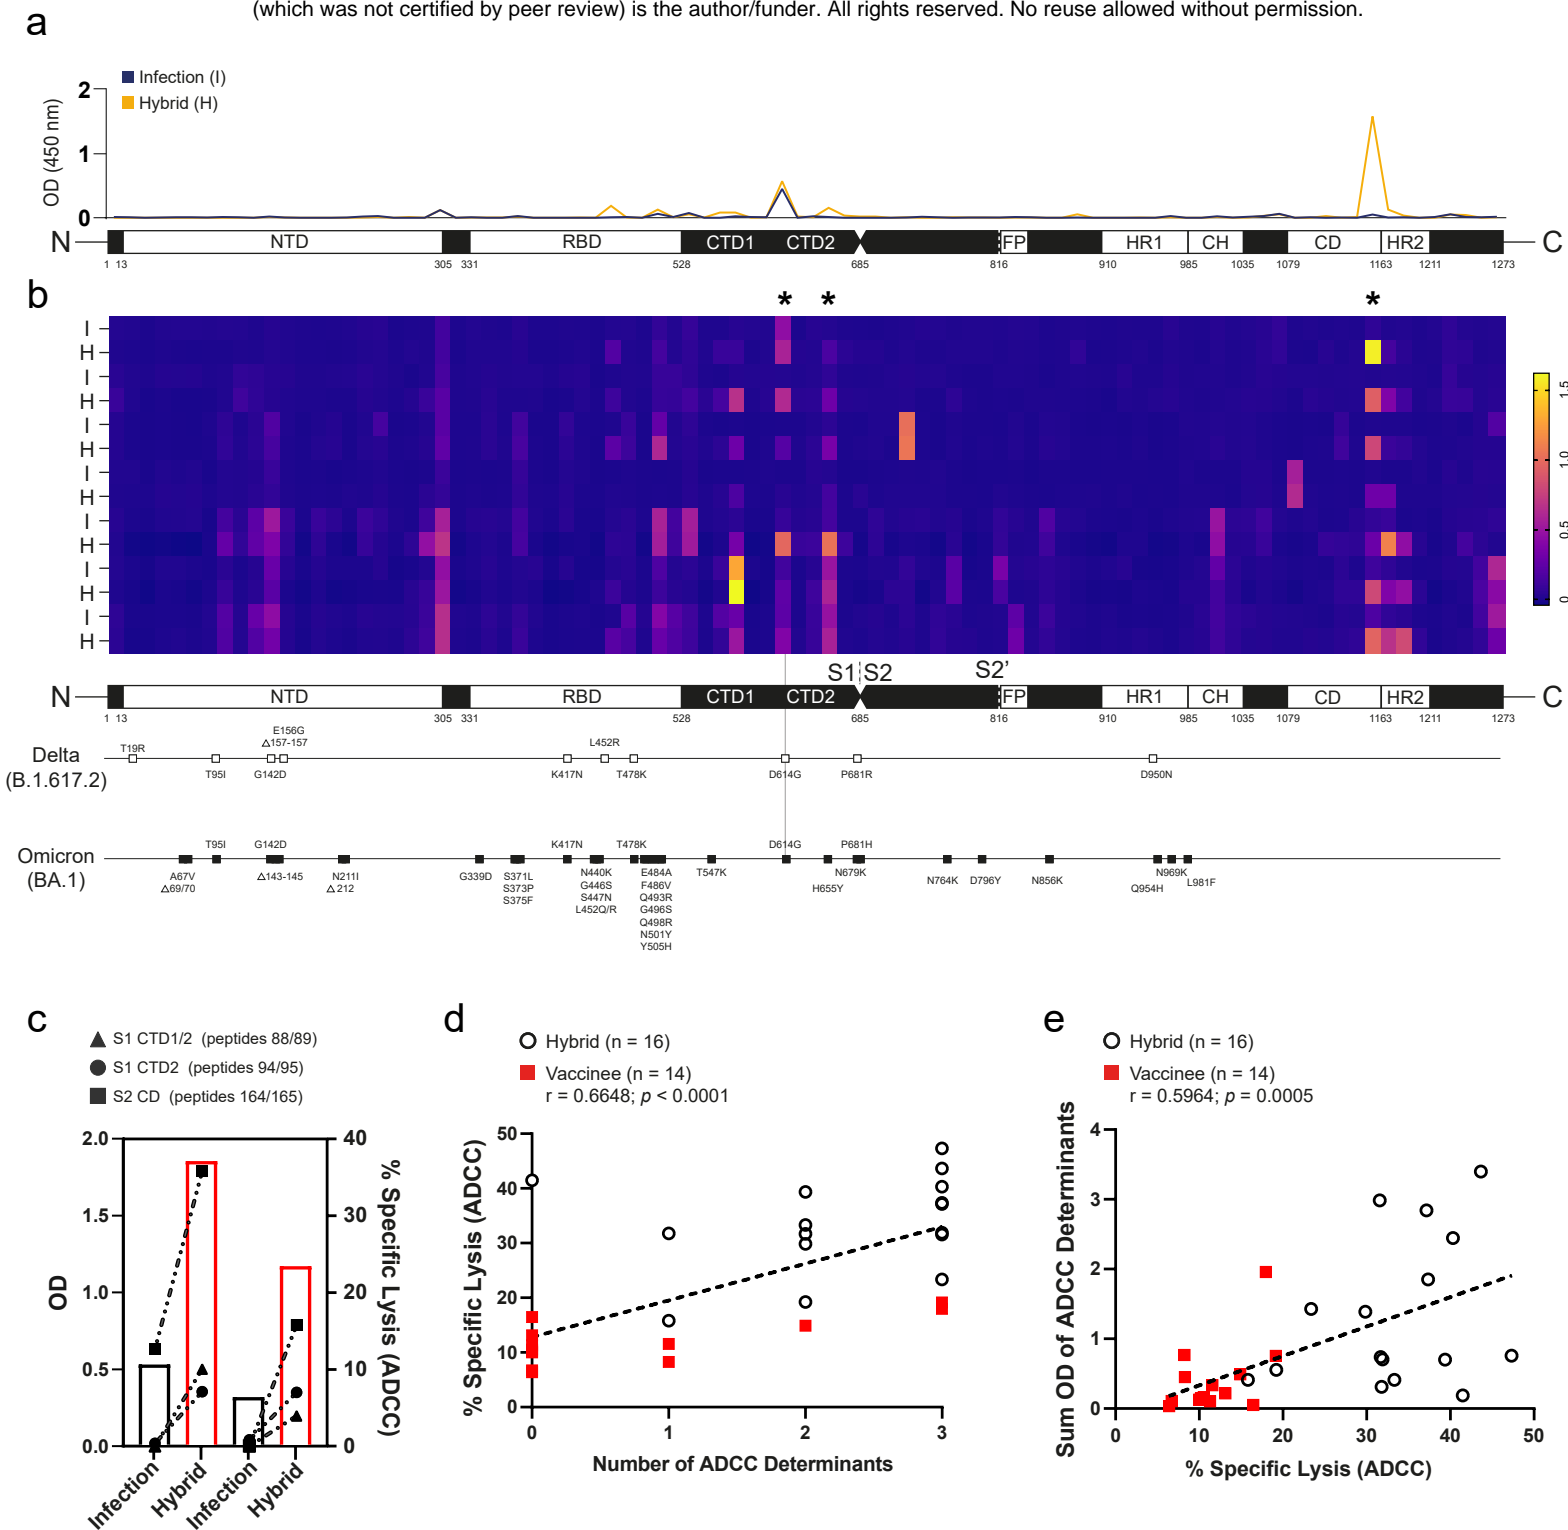 (which was not certified by peer review) is the author/funder. All rights reserved. No reuse allowed without permission.
a
Infection (I)
Hybrid (H)
OD (450 nm)
2
1
0
N NTD RBD CTD1 CTD2 FP HR1 CH CD HR2 C
1 13 305 331 528 685 816 910 985 1035 1079 1163 1211 1273
b
* * *
I
H
I
H
I
H
I
H
I
H
I
H
I
H
1.5
1.0
0.5
0
S1 S2 S2’
N NTD RBD CTD1 CTD2 FP HR1 CH CD HR2 C
1 13 305 331 528 685 816 910 985 1035 1079 1163 1211 1273
Delta
(B.1.617.2)
E156G
T19R △157-157 L452R
T95I G142D K417N T478K D614G P681R D950N
Omicron
(BA.1)
T95I G142D K417N T478K D614G P681H
A67V △143-145 N211I G339D S371L N440K E484A T547K N679K N764K D796Y N856K N969K
△69/70 △212 S373P G446S F486V H655Y Q954H L981F
S375F S447N Q493R
L452Q/R G496S
Q498R
N501Y
Y505H
c
S1 CTD1/2 (peptides 88/89)
S1 CTD2 (peptides 94/95)
S2 CD (peptides 164/165)
OD
2.0
1.5
1.0
0.5
0.0
40
30
20
10
0
% Specific Lysis (ADCC)
Infection Hybrid Infection Hybrid
d
Hybrid (n = 16)
Vaccinee (n = 14)
r = 0.6648; p < 0.0001
% Specific Lysis (ADCC)
50
40
30
20
10
0
0 1 2 3
Number of ADCC Determinants
e
Hybrid (n = 16)
Vaccinee (n = 14)
r = 0.5964; p = 0.0005
Sum OD of ADCC Determinants
4
3
2
1
0
0 10 20 30 40 50
% Specific Lysis (ADCC)